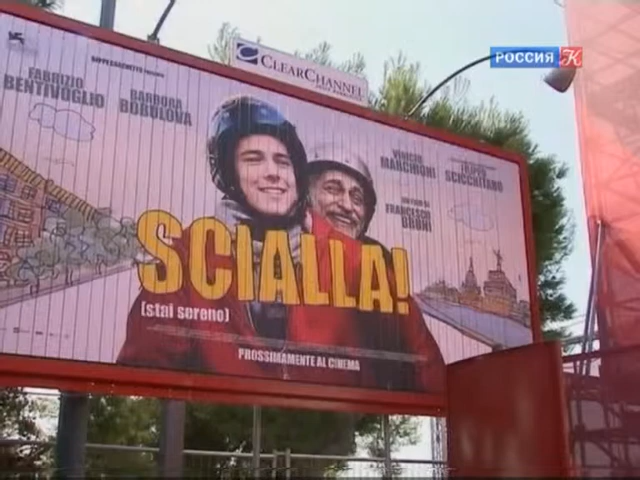 РОССИЯ К
CLEARCHANNEL
FABRIZIO
BENTIVOGLIO
BARBORA
BOBULOVA
VINICIO
MARCHIONI
FILIPPO
SCICCHITANO
FRANCESCO
BRUNI
SCIALLA!
(stai sereno)
PROSSIMAMENTE AL CINEMA